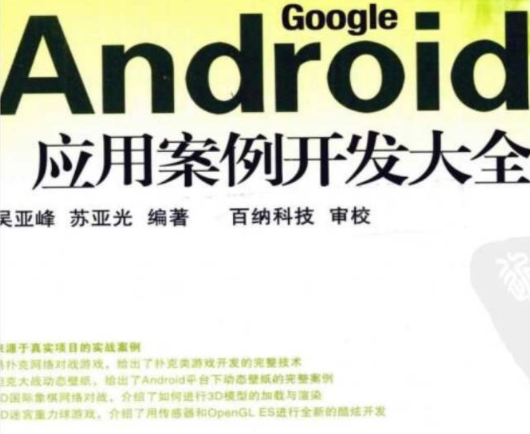 Google
Android
应用案例开发大全
吴亚峰 苏亚光 编著 百纳科技 审校
来源于真实项目的实战案例
扑克网络对战游戏，给出了扑克类游戏开发的完整技术
坦克大战动态壁纸，给出了Android平台下动态壁纸的完整案例
D国际象棋网络对战，介绍了如何进行3D模型的加载与渲染
D迷宫重力球游戏，介绍了用传感器和OpenGL ES进行全新的酷炫开发